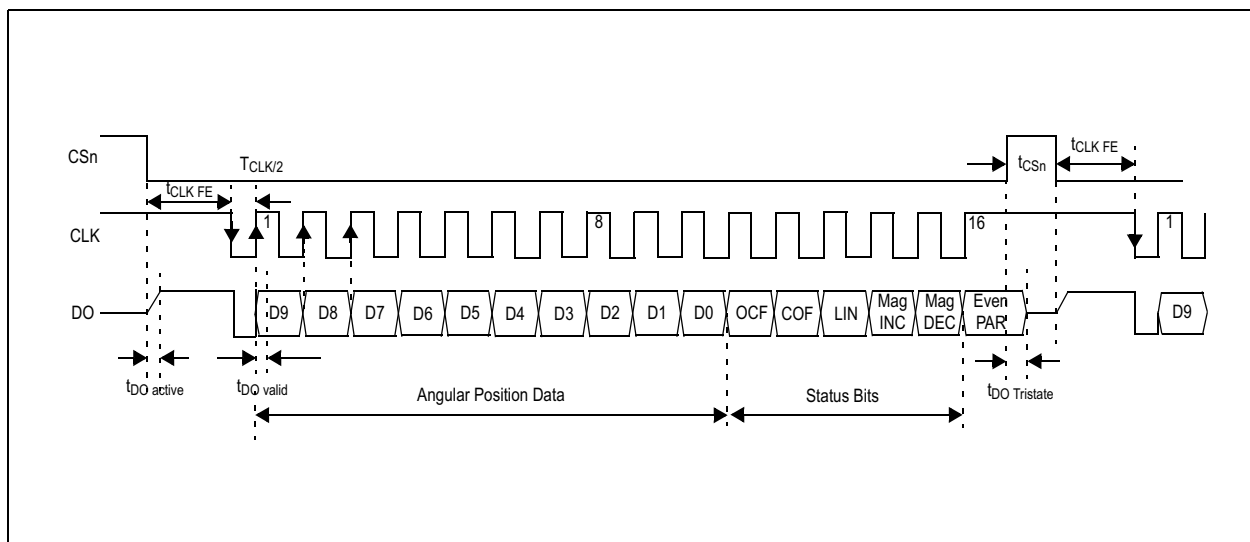 CSn
TCLK/2
tCLK FE
tCSn
tCLK FE
CLK
1
8
16
1
DO
D9
D8
D7
D6
D5
D4
D3
D2
D1
D0
OCF
COF
LIN
Mag
INC
Mag
DEC
Even
PAR
D9
tDO active
tDO valid
Angular Position Data
Status Bits
tDO Tristate